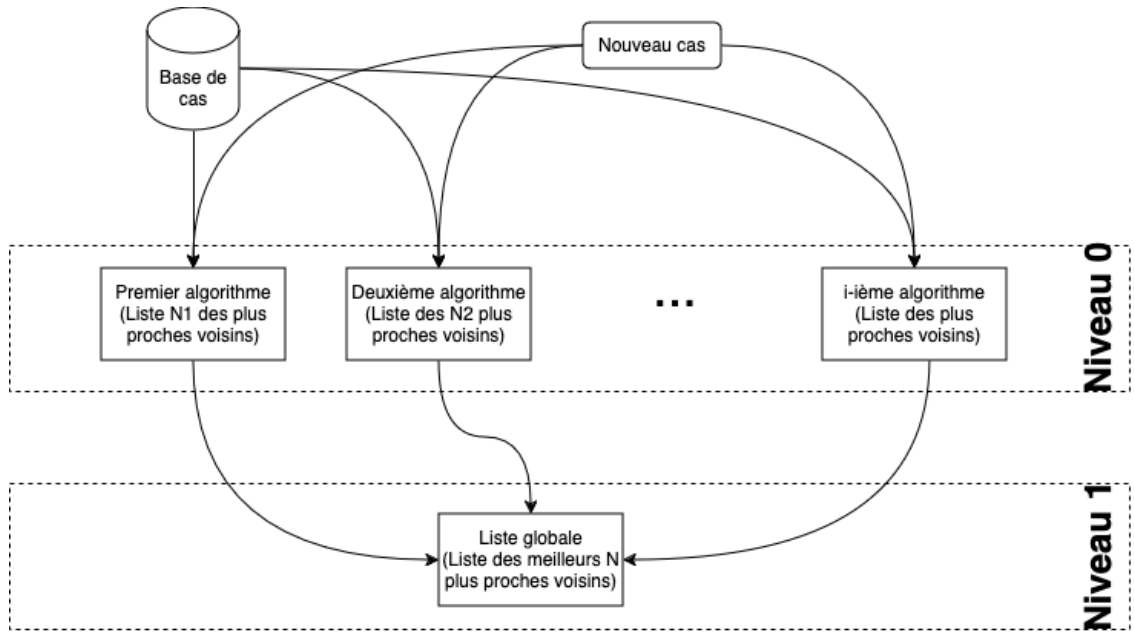 Base de
cas
Nouveau cas
Premier algorithme
(Liste N1 des plus
proches voisins)
Deuxième algorithme
(Liste des N2 plus
proches voisins)
...
i-ième algorithme
(Liste des plus
proches voisins)
Niveau 0
Liste globale
(Liste des meilleurs N
plus proches voisins)
Niveau 1